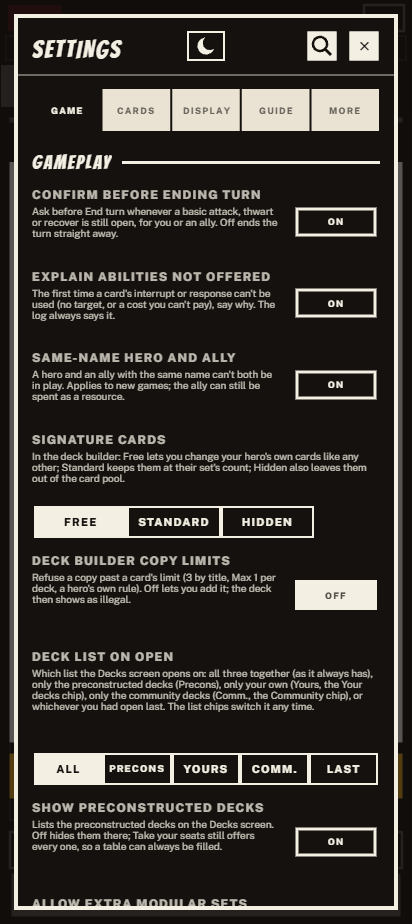 SETTINGS
×
GAME CARDS DISPLAY GUIDE MORE
GAMEPLAY
CONFIRM BEFORE ENDING TURN
Ask before End turn whenever a basic attack, thwart
or recover is still open, for you or an ally. Off ends the
turn straight away.
ON
EXPLAIN ABILITIES NOT OFFERED
The first time a card's interrupt or response can't be
used (no target, or a cost you can't pay), say why. The
log always says it.
ON
SAME-NAME HERO AND ALLY
A hero and an ally with the same name can't both be
in play. Applies to new games; the ally can still be
spent as a resource.
ON
SIGNATURE CARDS
In the deck builder: Free lets you change your hero's own cards like any
other; Standard keeps them at their set's count; Hidden also leaves them
out of the card pool.
FREE STANDARD HIDDEN
DECK BUILDER COPY LIMITS
Refuse a copy past a card's limit (3 by title, Max 1 per
deck, a hero's own rule). Off lets you add it; the deck
then shows as illegal.
OFF
DECK LIST ON OPEN
Which list the Decks screen opens on: all three together (as it always has),
only the preconstructed decks (Precons), only your own (Yours, the Your
decks chip), only the community decks (Comm., the Community chip), or
whichever you had open last. The list chips switch it any time.
ALL PRECONS YOURS COMM. LAST
SHOW PRECONSTRUCTED DECKS
Lists the preconstructed decks on the Decks screen.
Off hides them there; Take your seats still offers
every one, so a table can always be filled.
ON
ALLOW EXTRA MODULAR SETS